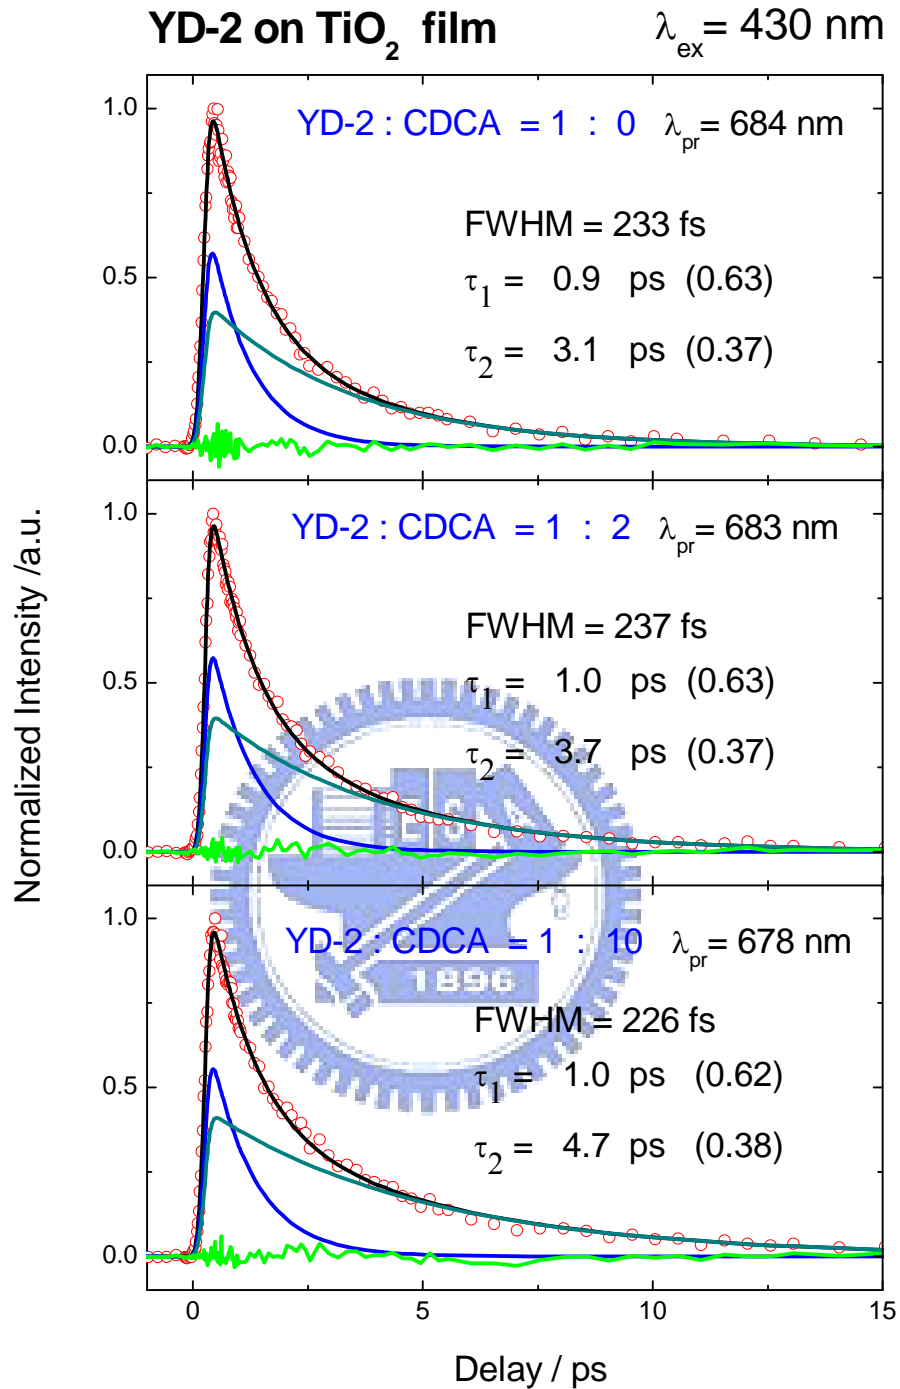 YD-2 on TiO₂ film λex = 430 nm
1.0
YD-2 : CDCA = 1 : 0 λpr = 684 nm
FWHM = 233 fs
0.5
τ₁ = 0.9 ps (0.63)
τ₂ = 3.1 ps (0.37)
0.0
1.0
YD-2 : CDCA = 1 : 2 λpr = 683 nm
FWHM = 237 fs
0.5
τ₁ = 1.0 ps (0.63)
τ₂ = 3.7 ps (0.37)
0.0
1.0
YD-2 : CDCA = 1 : 10 λpr = 678 nm
1896
FWHM = 226 fs
0.5
τ₁ = 1.0 ps (0.62)
τ₂ = 4.7 ps (0.38)
0.0
0 5 10 15
Delay / ps
Normalized Intensity /a.u.